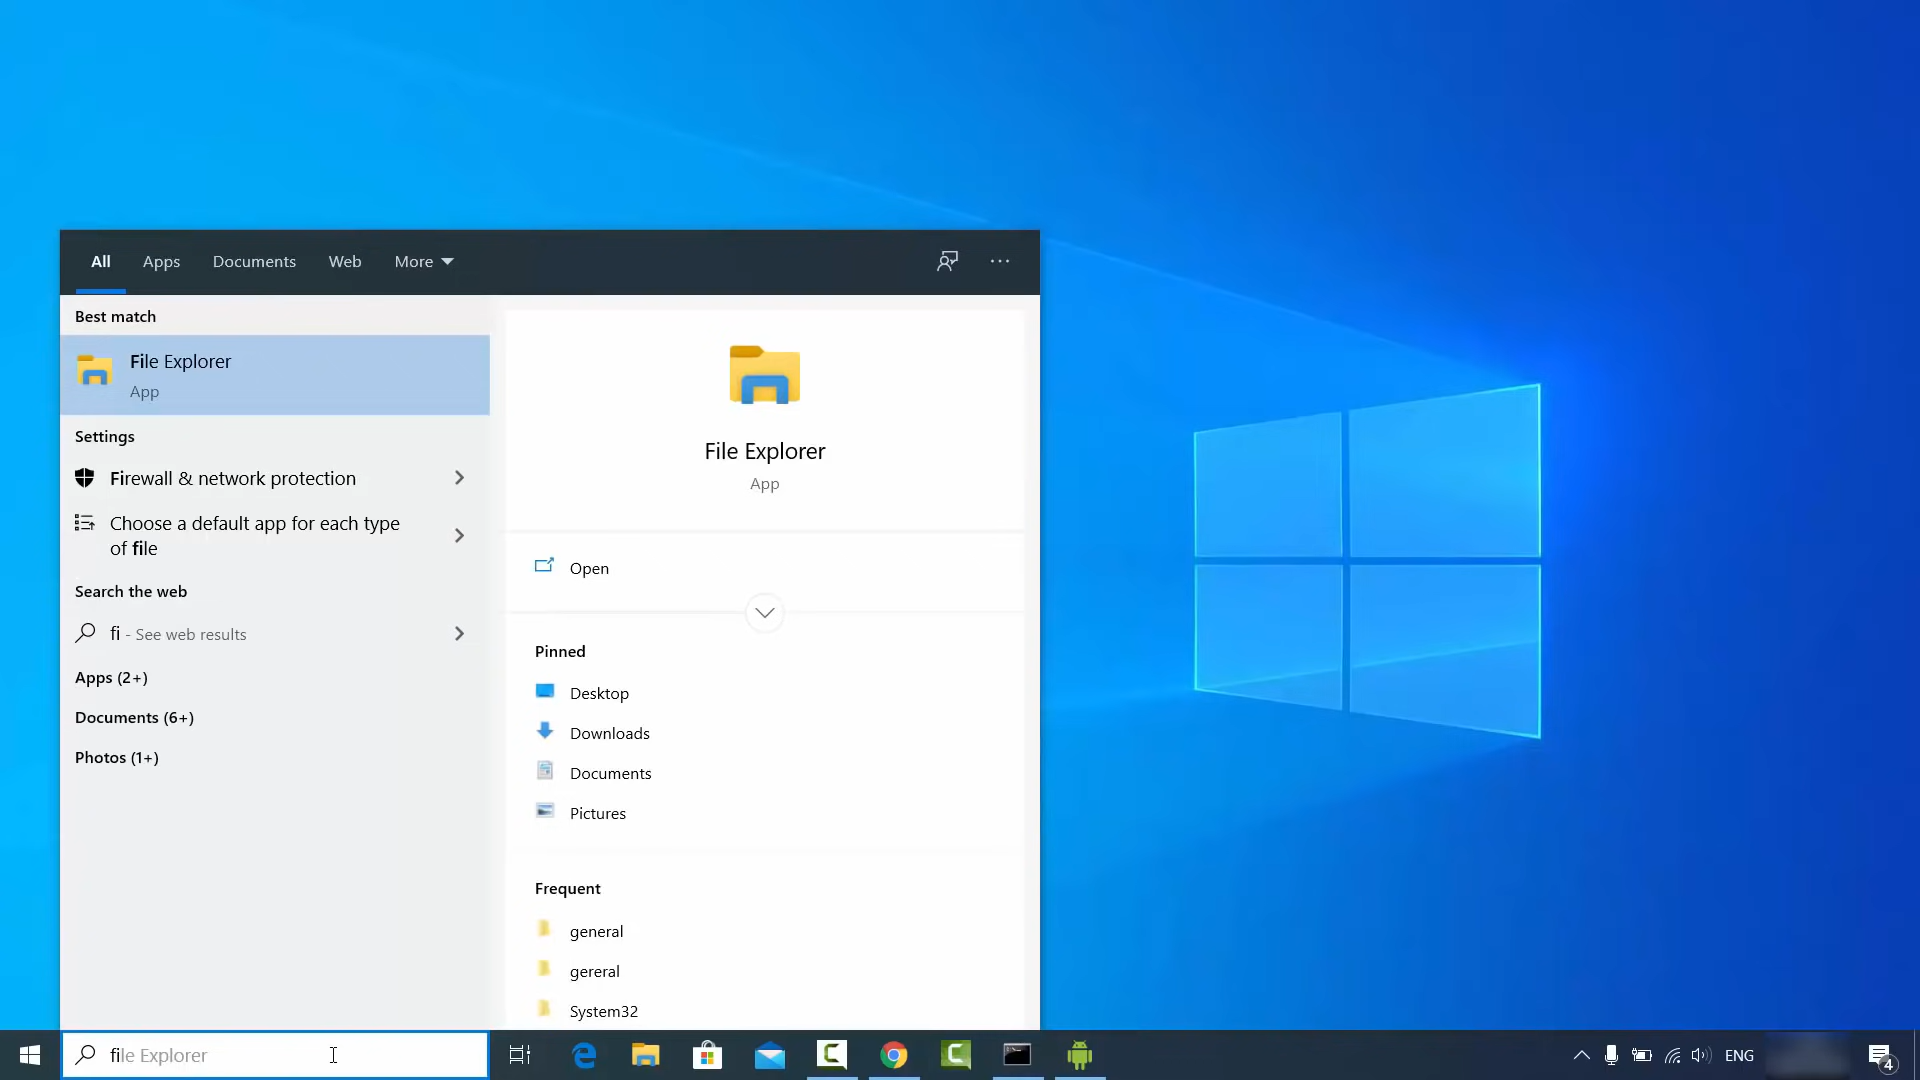 All Apps Documents Web More
Best match
File Explorer
App
Settings
Firewall & network protection
Choose a default app for each type
of file
Search the web
fi - See web results
Apps (2+)
Documents (6+)
Photos (1+)
File Explorer
App
Open
Pinned
Desktop
Downloads
Documents
Pictures
Frequent
general
gereral
System32
file Explorer
ENG
4